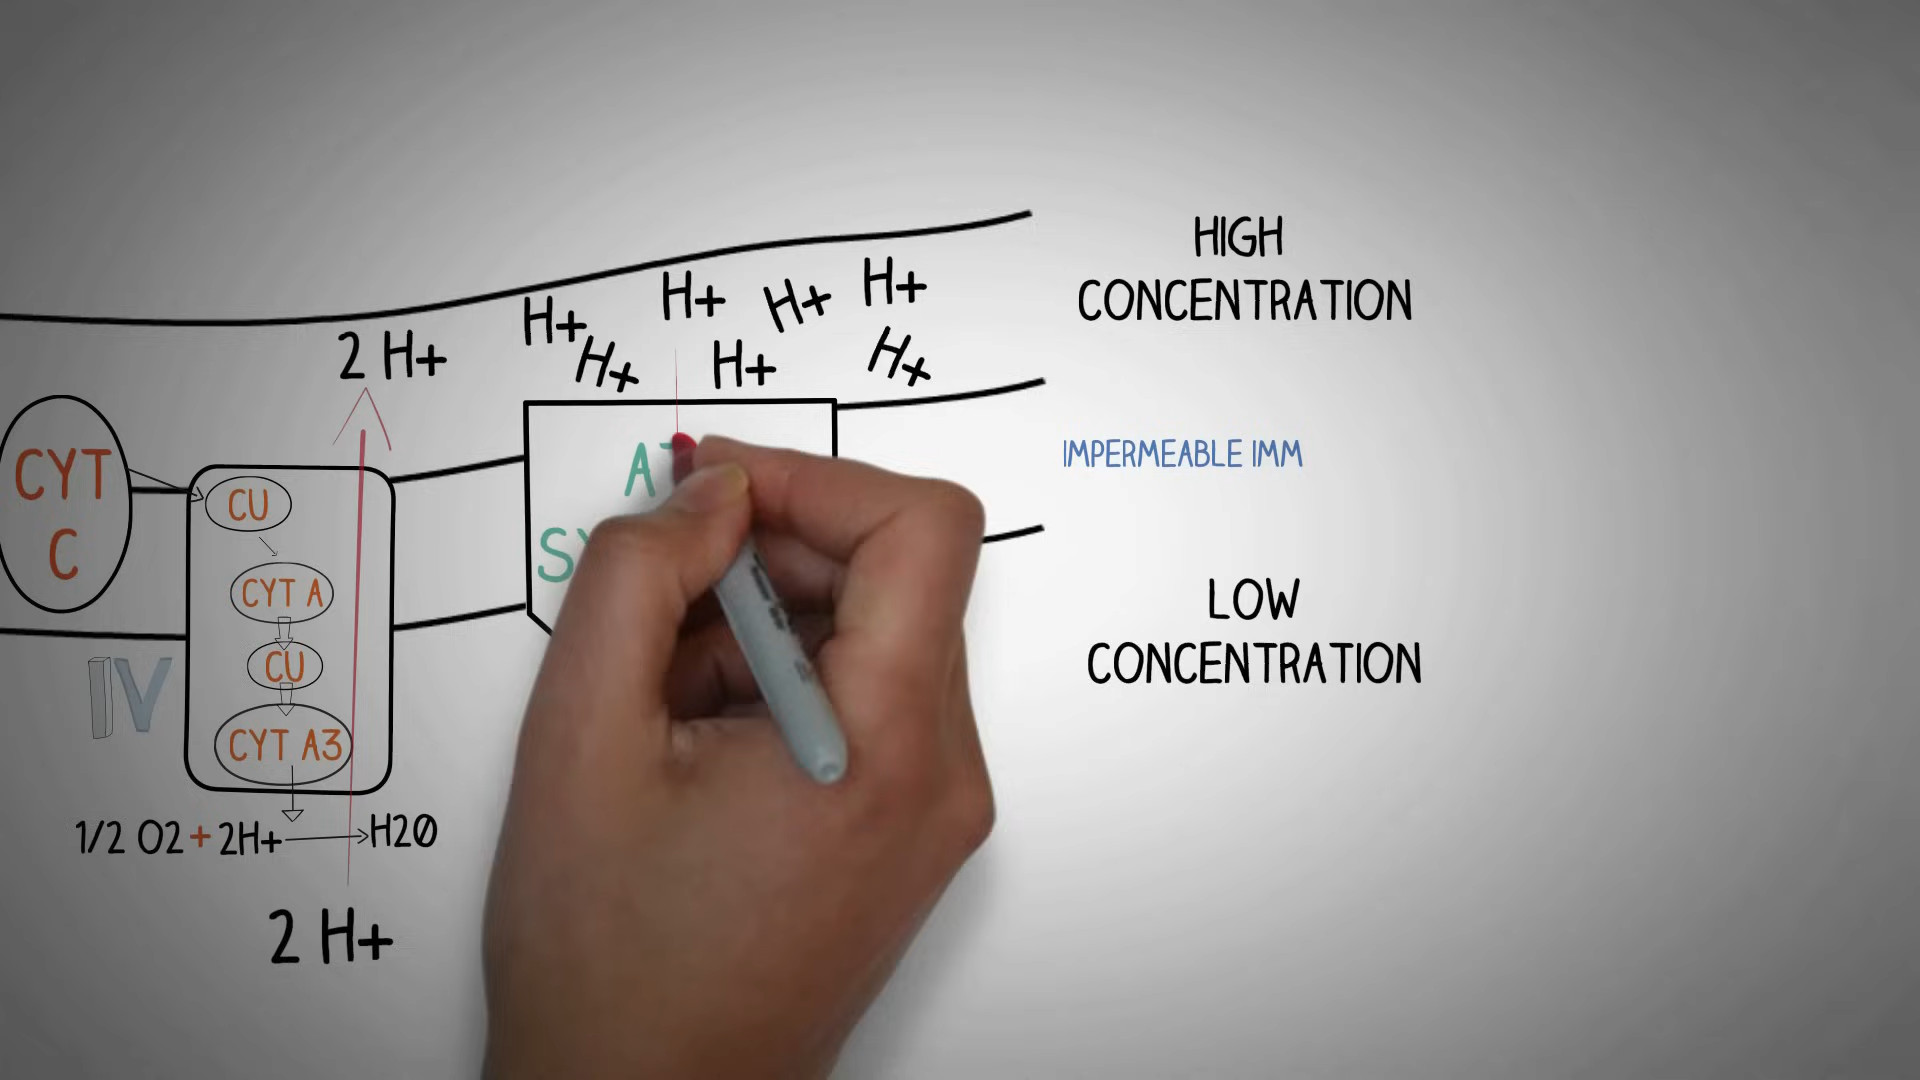 HIGH
CONCENTRATION
H+ H+ H+ H+
2 H+ H+ H+ H+
IMPERMEABLE IMM
CYT
C
CU
CYT A
CU
CYT A3
IV
LOW
CONCENTRATION
1/2 O2 + 2H+ H20
2 H+